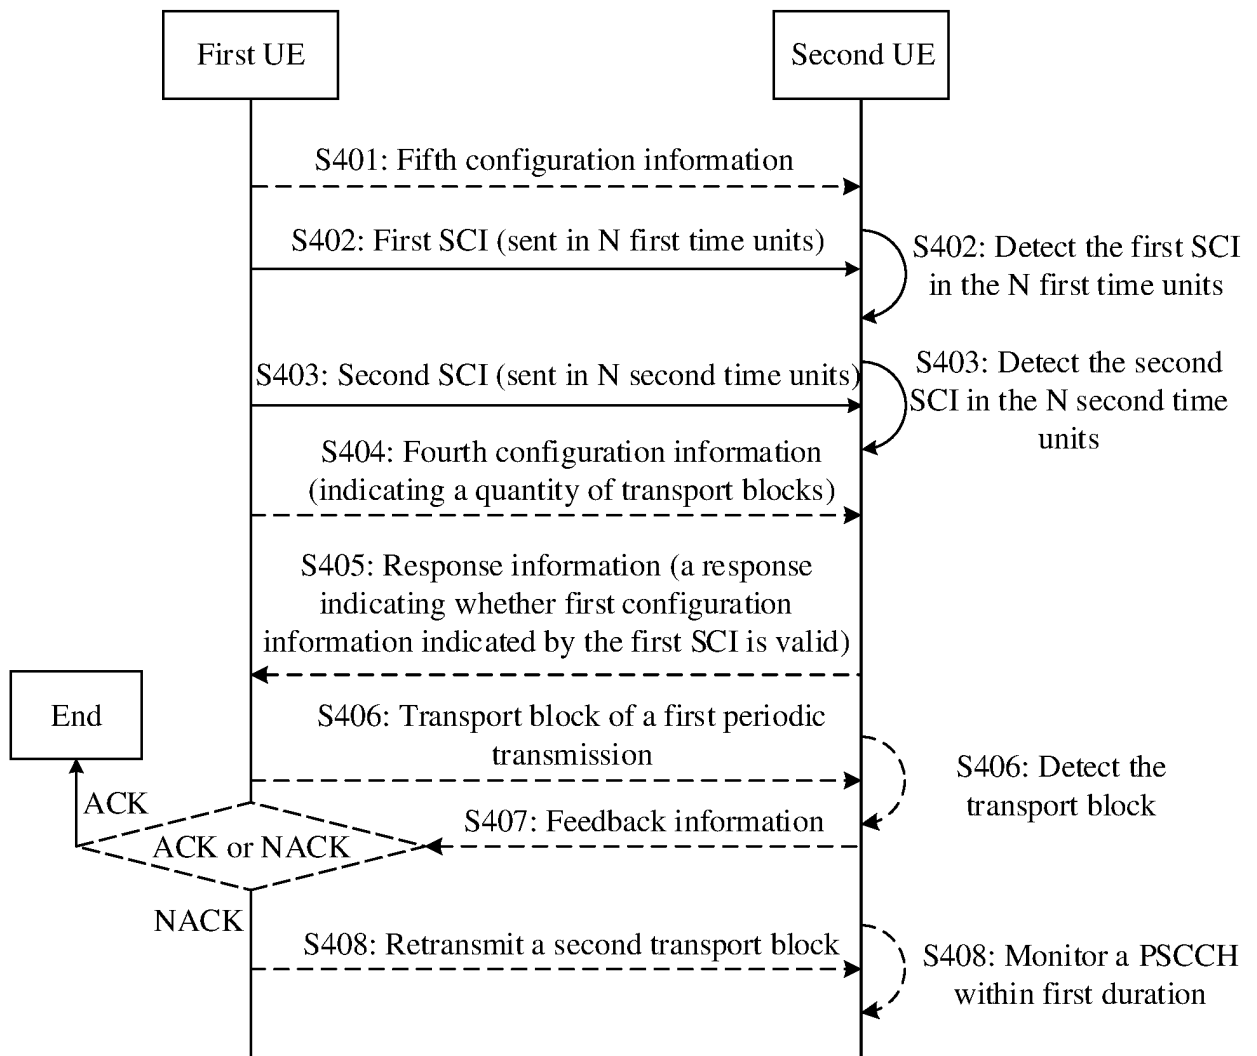 First UE
Second UE
S401: Fifth configuration information
S402: First SCI (sent in N first time units)
S402: Detect the first SCI
in the N first time units
S403: Second SCI (sent in N second time units)
S403: Detect the second
SCI in the N second time
units
S404: Fourth configuration information
(indicating a quantity of transport blocks)
S405: Response information (a response
indicating whether first configuration
information indicated by the first SCI is valid)
End
S406: Transport block of a first periodic
transmission
S406: Detect the
transport block
ACK
S407: Feedback information
ACK or NACK
NACK
S408: Retransmit a second transport block
S408: Monitor a PSCCH
within first duration